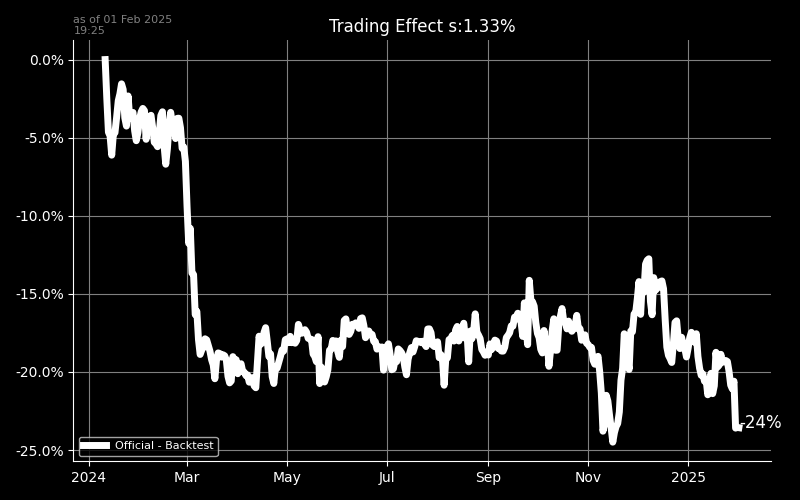 as of 01 Feb 2025
19:25
Trading Effect s:1.33%
0.0%
-5.0%
-10.0%
-15.0%
-20.0%
-25.0%
-24%
Official - Backtest
2024 Mar May Jul Sep Nov 2025